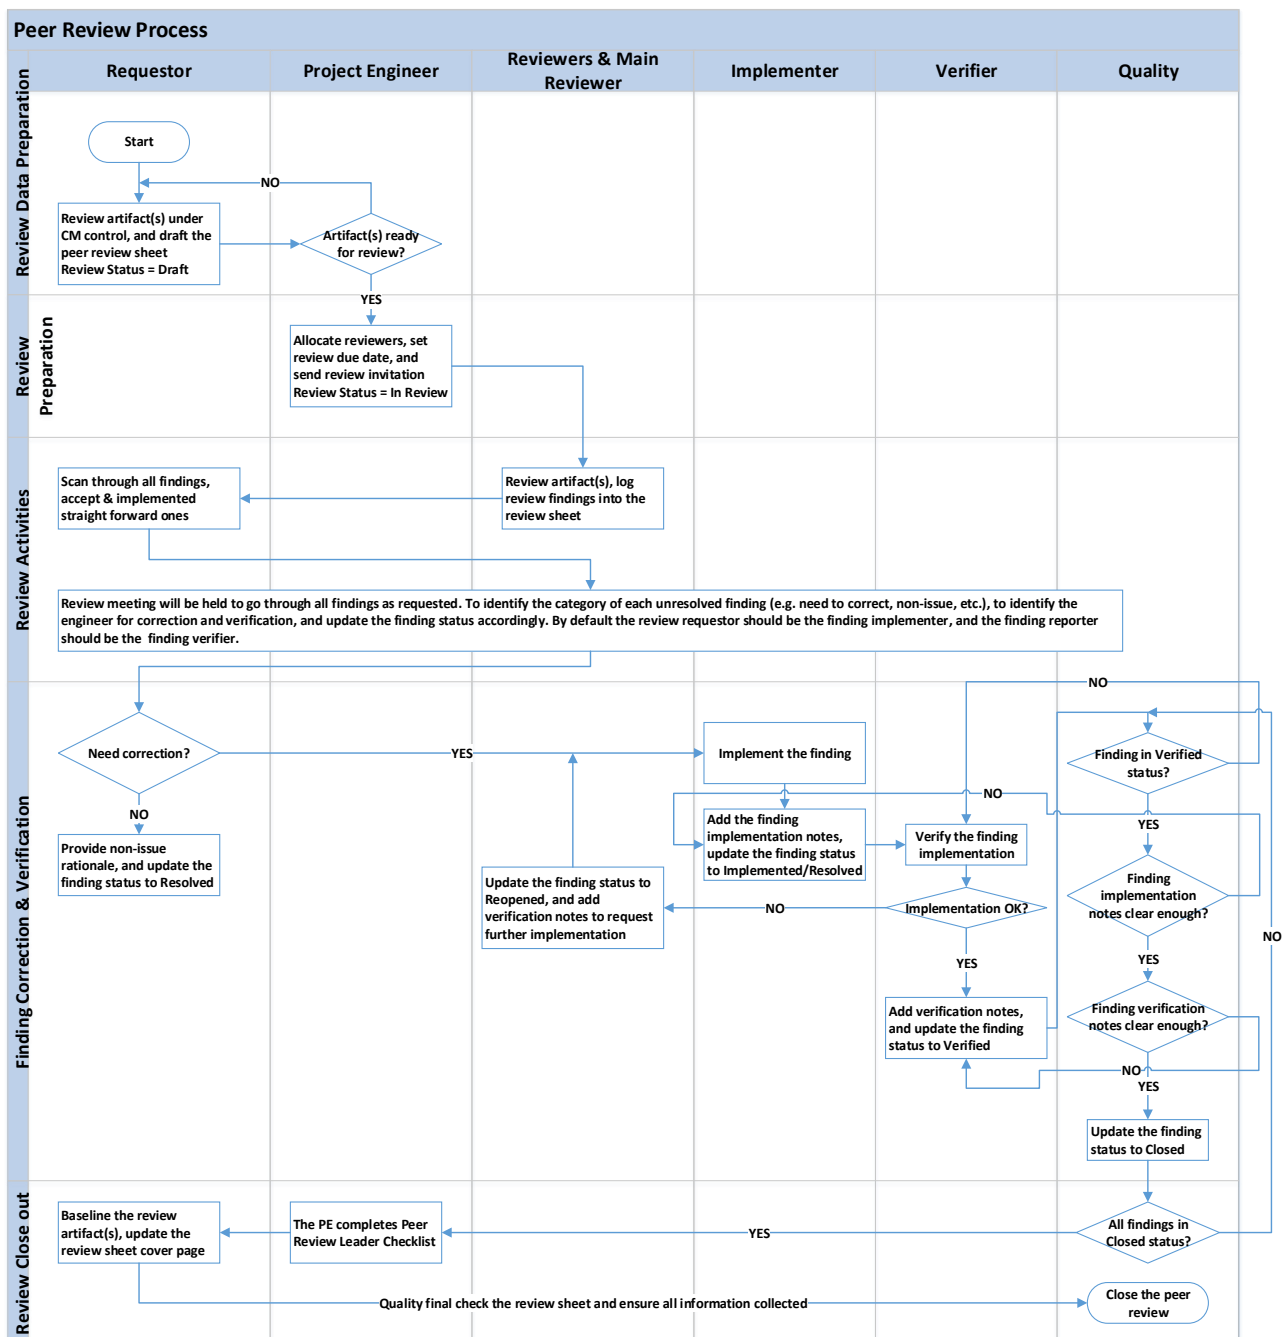 Peer Review Process
Requestor
Project Engineer
Reviewers & Main
Reviewer
Implementer
Verifier
Quality
Review Data Preparation
Start
NO
Review artifact(s) under
CM control, and draft the
peer review sheet
Review Status = Draft
Artifact(s) ready
for review?
YES
Review
Preparation
Allocate reviewers, set
review due date, and
send review invitation
Review Status = In Review
Review Activities
Scan through all findings,
accept & implemented
straight forward ones
Review artifact(s), log
review findings into the
review sheet
Review meeting will be held to go through all findings as requested. To identify the category of each unresolved finding (e.g. need to correct, non-issue, etc.), to identify the
engineer for correction and verification, and update the finding status accordingly. By default the review requestor should be the finding implementer, and the finding reporter
should be the  finding verifier.
Finding Correction & Verification
NO
Need correction?
YES
Implement the finding
Finding in Verified
status?
NO
NO
YES
Provide non-issue
rationale, and update the
finding status to Resolved
Add the finding
implementation notes,
update the finding status
to Implemented/Resolved
Verify the finding
implementation
Update the finding status to
Reopened, and add
verification notes to request
further implementation
NO
Implementation OK?
Finding
implementation
notes clear enough?
NO
YES
YES
Add verification notes,
and update the finding
status to Verified
Finding verification
notes clear enough?
NO
YES
Update the finding
status to Closed
Review Close out
Baseline the review
artifact(s), update the
review sheet cover page
The PE completes Peer
Review Leader Checklist
YES
All findings in
Closed status?
Quality final check the review sheet and ensure all information collected
Close the peer
review